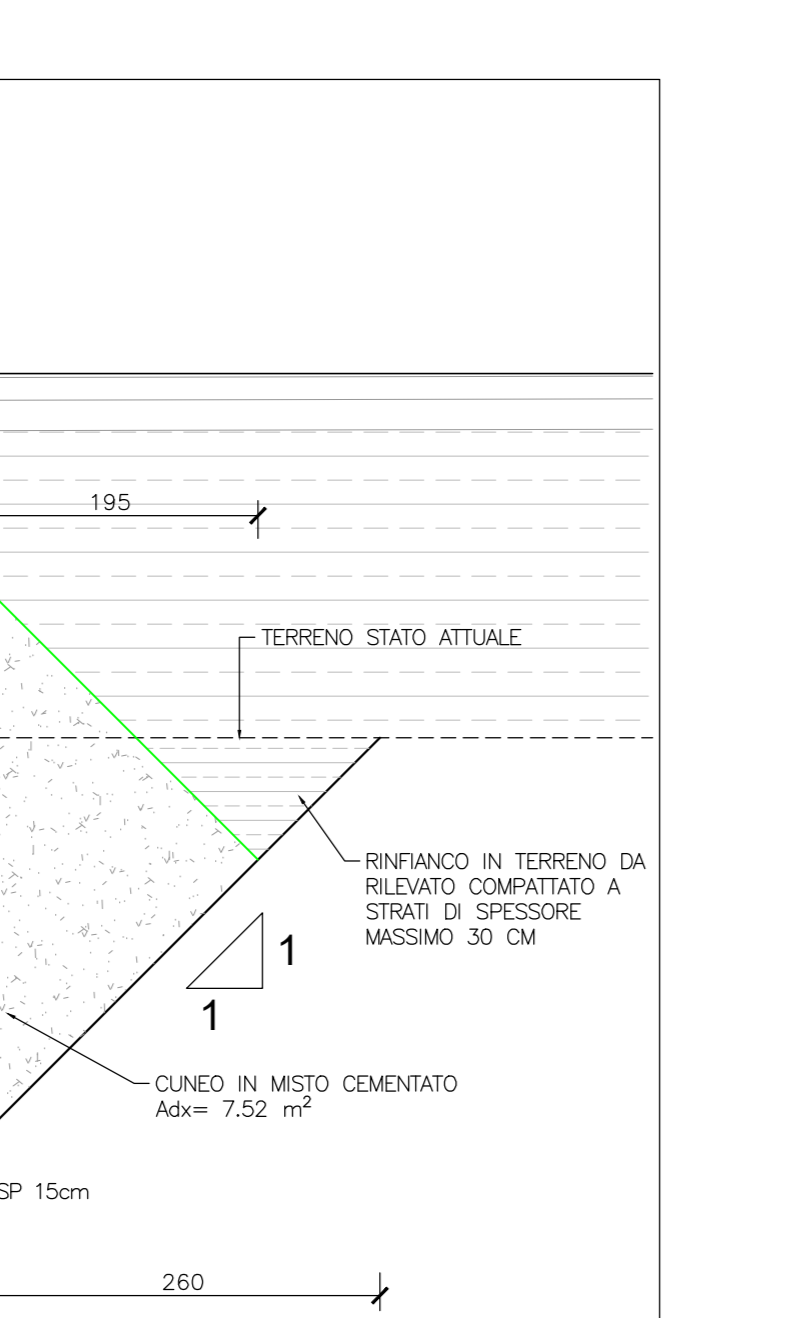 195
TERRENO STATO ATTUALE
RINFIANCO IN TERRENO DA
RILEVATO COMPATTATO A
STRATI DI SPESSORE
MASSIMO 30 CM
1
1
CUNEO IN MISTO CEMENTATO
Adx= 7.52 m²
SP 15cm
260